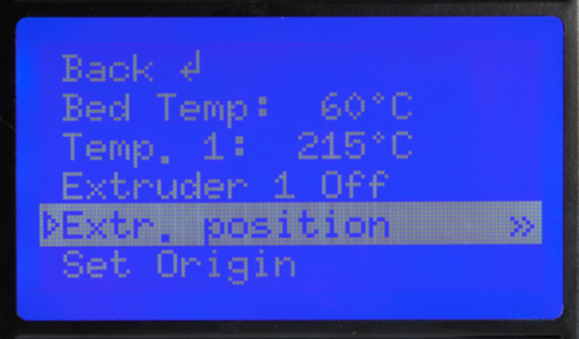 Back ↲
Bed Temp: 60°C
Temp. 1: 215°C
Extruder 1 Off
▷Extr. position »
Set Origin